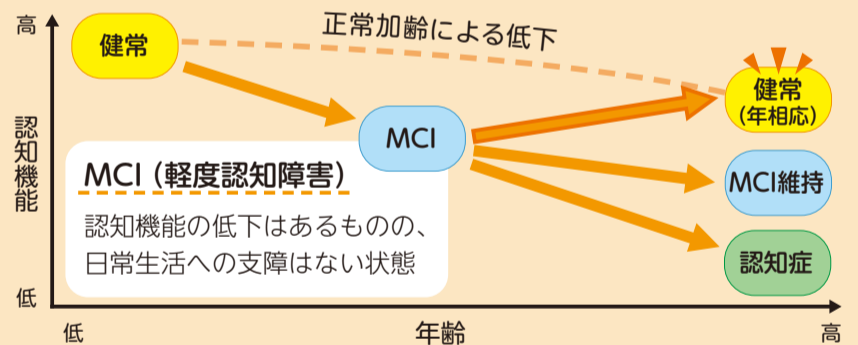 高
健常
正常加齢による低下
健常
(年相応)
認知機能
MCI
MCI(軽度認知障害)
認知機能の低下はあるものの、
日常生活への支障はない状態
MCI維持
認知症
低
低
年齢
高